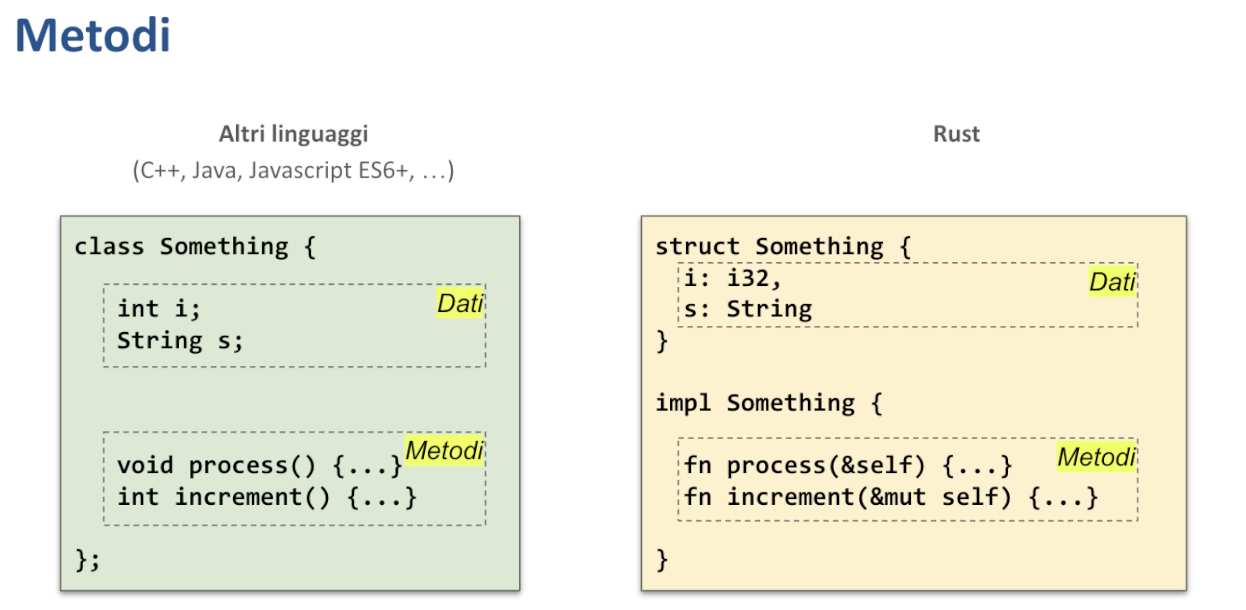 Metodi
Altri linguaggi
(C++, Java, Javascript ES6+, ...)
class Something {
int i;
Dati
String s;
Metodi
void process() {...}
int increment() {...}
};
Rust
struct Something {
i: i32,
Dati
s: String
}
impl Something {
fn process(&self) {...}
Metodi
fn increment(&mut self) {...}
}